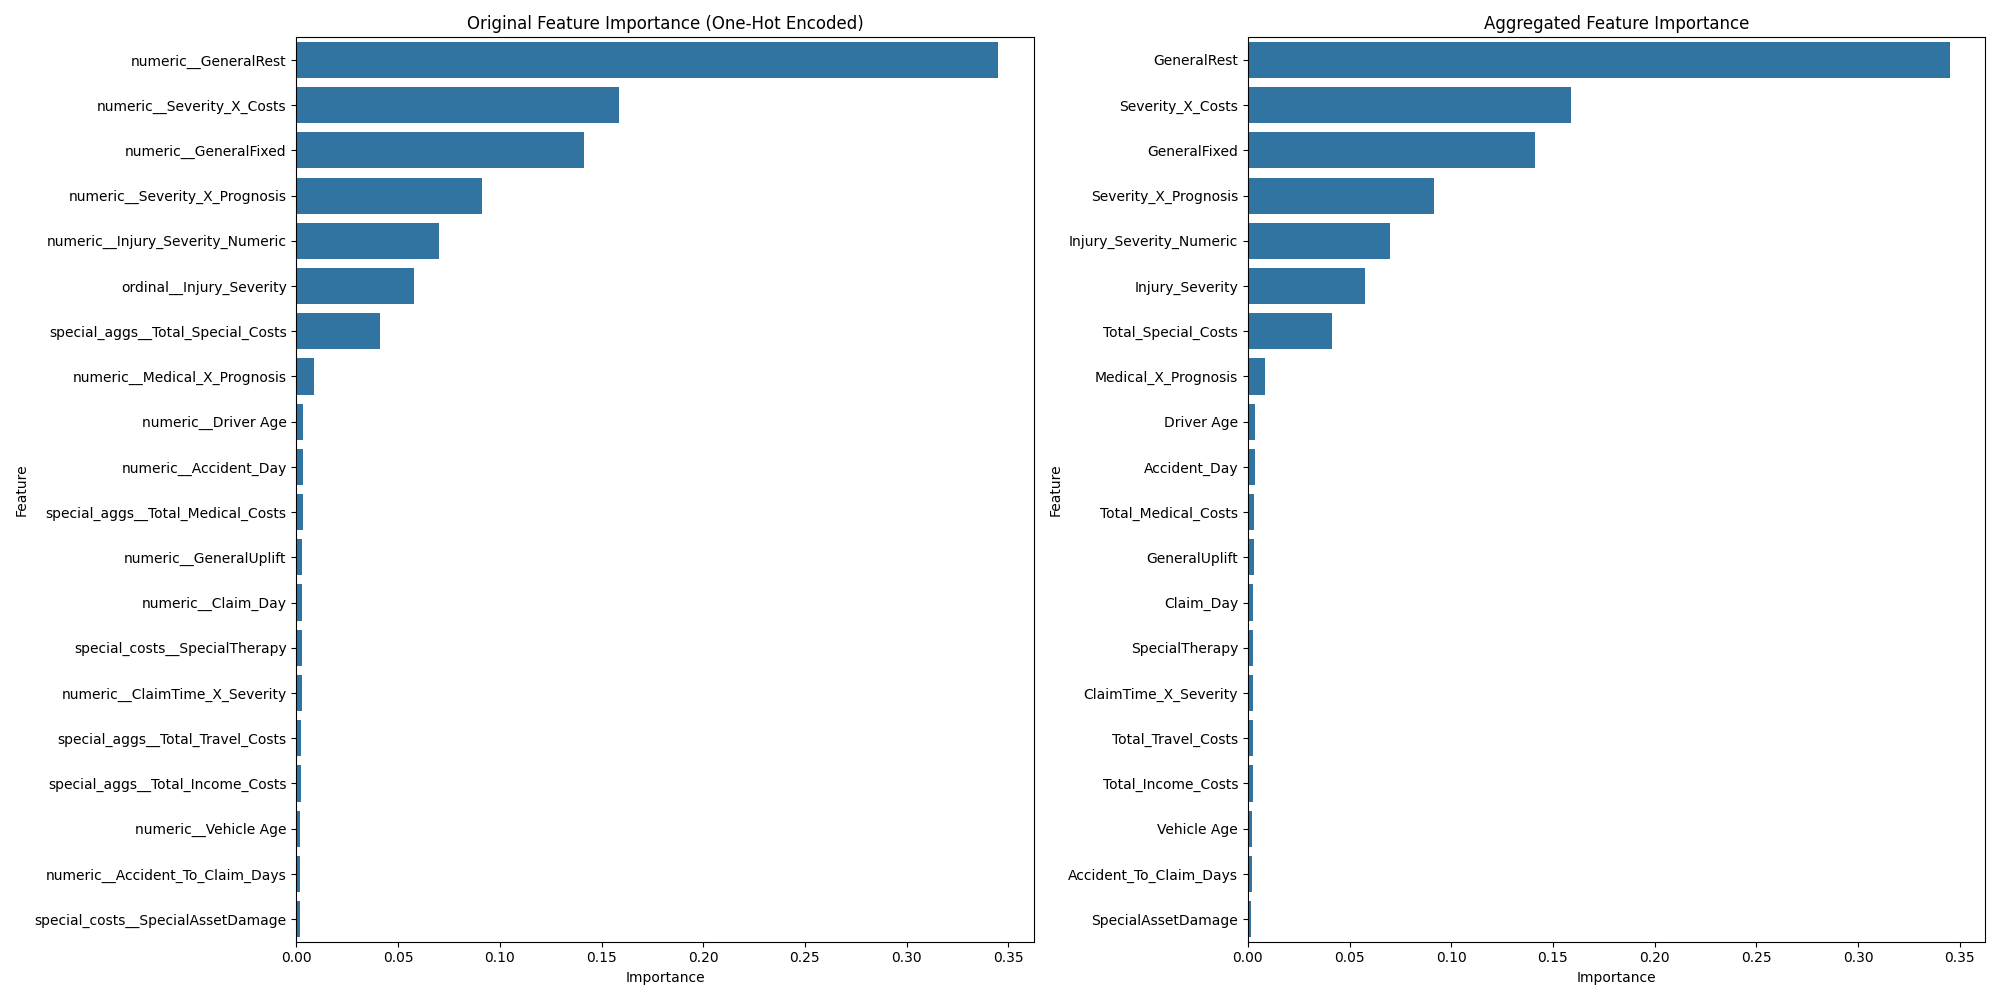 Original Feature Importance (One-Hot Encoded)
numeric__GeneralRest
numeric__Severity_X_Costs
numeric__GeneralFixed
numeric__Severity_X_Prognosis
numeric__Injury_Severity_Numeric
ordinal__Injury_Severity
special_aggs__Total_Special_Costs
numeric__Medical_X_Prognosis
numeric__Driver Age
numeric__Accident_Day
special_aggs__Total_Medical_Costs
numeric__GeneralUplift
numeric__Claim_Day
special_costs__SpecialTherapy
numeric__ClaimTime_X_Severity
special_aggs__Total_Travel_Costs
special_aggs__Total_Income_Costs
numeric__Vehicle Age
numeric__Accident_To_Claim_Days
special_costs__SpecialAssetDamage
Feature
0.00 0.05 0.10 0.15 0.20 0.25 0.30 0.35
Importance
Aggregated Feature Importance
GeneralRest
Severity_X_Costs
GeneralFixed
Severity_X_Prognosis
Injury_Severity_Numeric
Injury_Severity
Total_Special_Costs
Medical_X_Prognosis
Driver Age
Accident_Day
Total_Medical_Costs
GeneralUplift
Claim_Day
SpecialTherapy
ClaimTime_X_Severity
Total_Travel_Costs
Total_Income_Costs
Vehicle Age
Accident_To_Claim_Days
SpecialAssetDamage
Feature
0.00 0.05 0.10 0.15 0.20 0.25 0.30 0.35
Importance